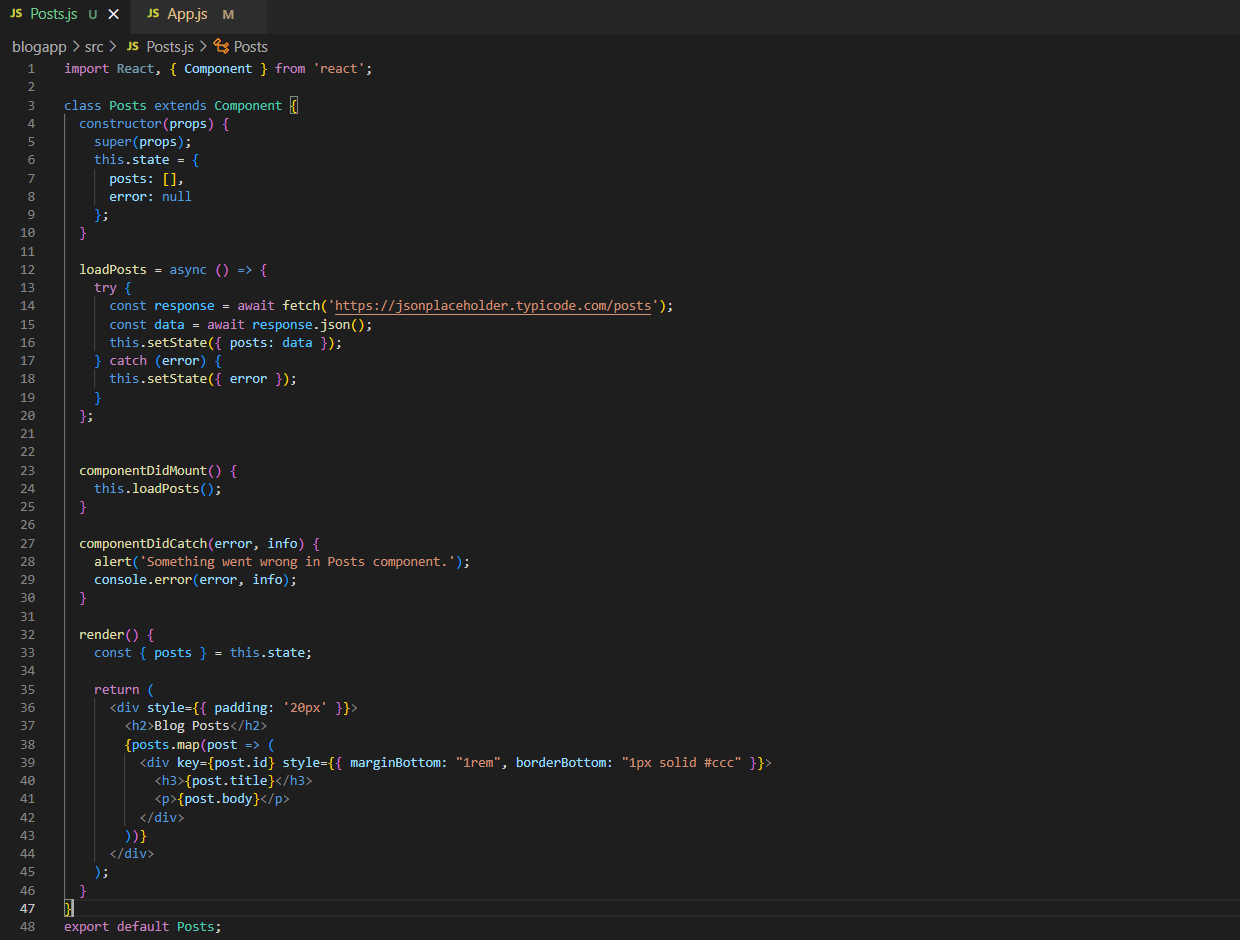 JS Posts.js U ×
JS App.js M
blogapp > src > JS Posts.js > Posts
1 import React, { Component } from 'react';
2
3 class Posts extends Component {
4   constructor(props) {
5     super(props);
6     this.state = {
7       posts: [],
8       error: null
9     };
10   }
11
12   loadPosts = async () => {
13     try {
14       const response = await fetch('https://jsonplaceholder.typicode.com/posts');
15       const data = await response.json();
16       this.setState({ posts: data });
17     } catch (error) {
18       this.setState({ error });
19     }
20   };
21
22
23   componentDidMount() {
24     this.loadPosts();
25   }
26
27   componentDidCatch(error, info) {
28     alert('Something went wrong in Posts component.');
29     console.error(error, info);
30   }
31
32   render() {
33     const { posts } = this.state;
34
35     return (
36       <div style={{ padding: '20px' }}>
37         <h2>Blog Posts</h2>
38         {posts.map(post => (
39           <div key={post.id} style={{ marginBottom: "1rem", borderBottom: "1px solid #ccc" }}>
40             <h3>{post.title}</h3>
41             <p>{post.body}</p>
42           </div>
43         ))}
44       </div>
45     );
46   }
47 }
48 export default Posts;